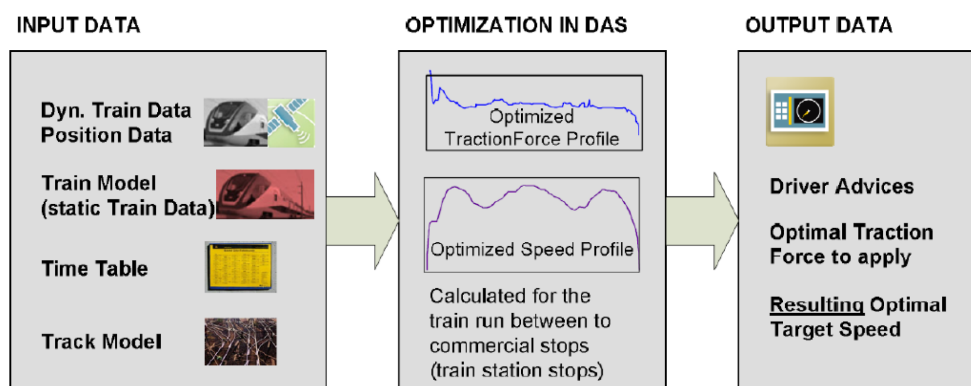 INPUT DATA
Dyn. Train Data
Position Data
Train Model
(static Train Data)
Time Table
Track Model
OPTIMIZATION IN DAS
Optimized
TractionForce Profile
Optimized Speed Profile
Calculated for the
train run between to
commercial stops
(train station stops)
OUTPUT DATA
Driver Advices
Optimal Traction
Force to apply
Resulting Optimal
Target Speed